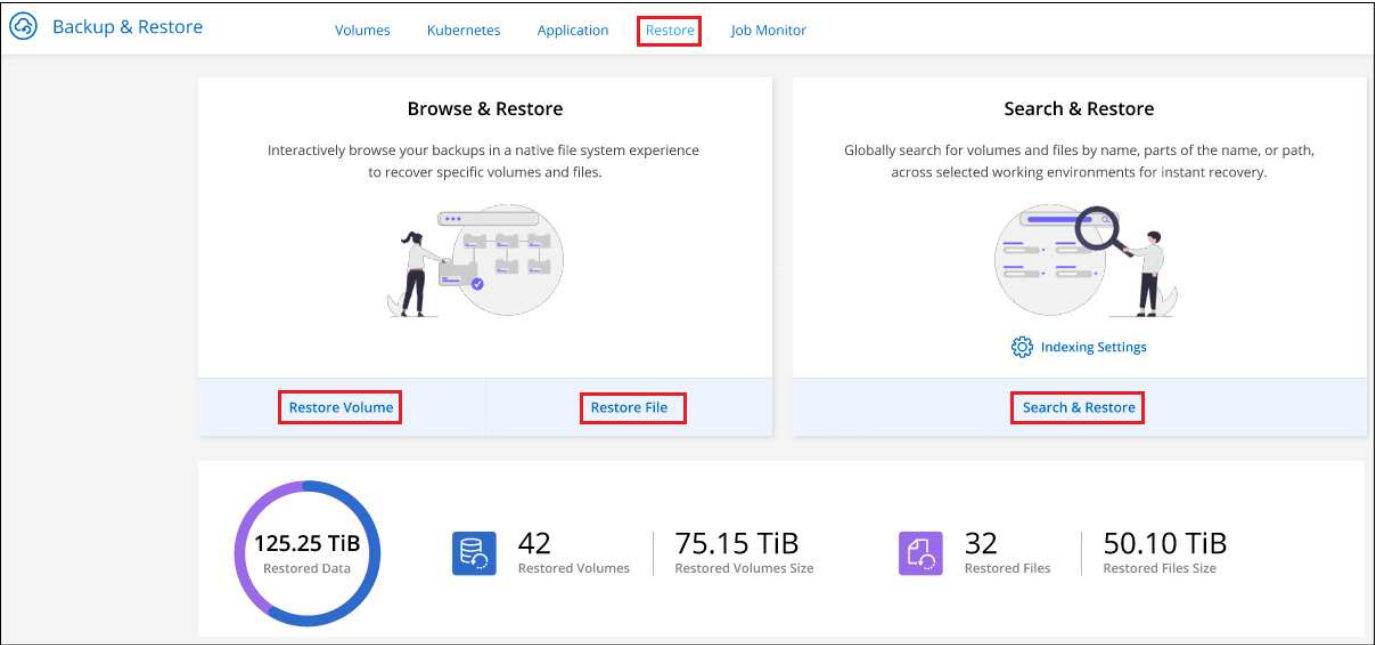 Backup & Restore
Volumes Kubernetes Application Restore Job Monitor
Browse & Restore
Interactively browse your backups in a native file system experience
to recover specific volumes and files.
Restore Volume
Restore File
Search & Restore
Globally search for volumes and files by name, parts of the name, or path,
across selected working environments for instant recovery.
Indexing Settings
Search & Restore
125.25 TiB
Restored Data
42
Restored Volumes
75.15 TiB
Restored Volumes Size
32
Restored Files
50.10 TiB
Restored Files Size